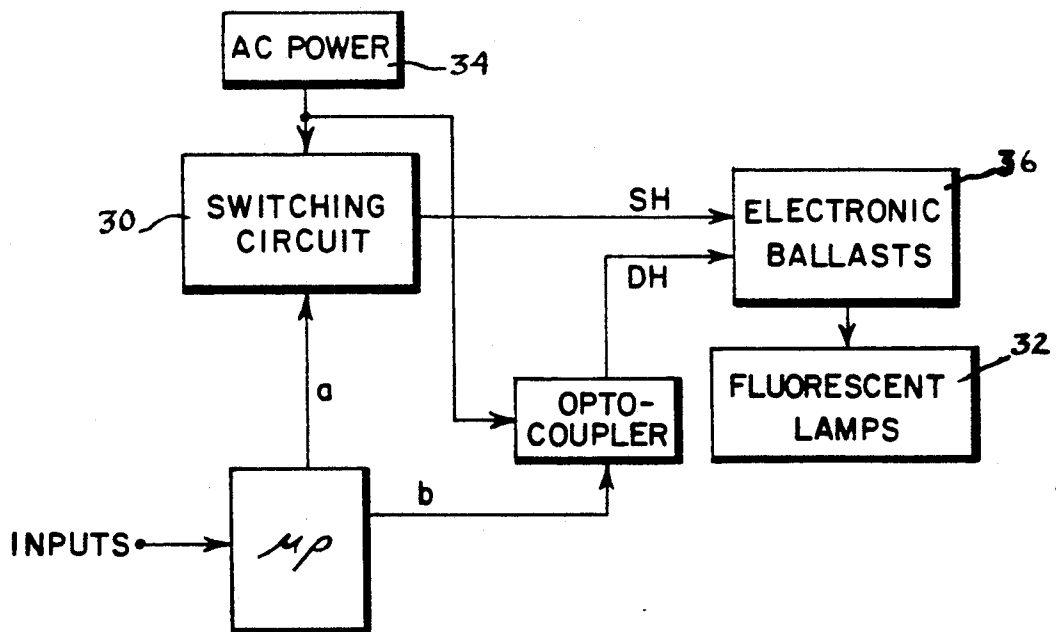 AC POWER
34
30
SWITCHING
CIRCUIT
SH
DH
36
ELECTRONIC
BALLASTS
32
FLUORESCENT
LAMPS
a
OPTO-
COUPLER
b
INPUTS
μp